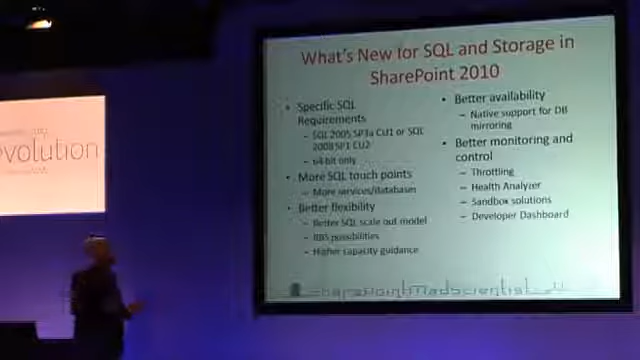 volution
What's New for SQL and Storage in
SharePoint 2010
• Specific SQL
Requirements
– SQL 2005 SP3a CU1 or SQL
2008 SP1 CU2
– 64-bit only
• More SQL touch points
– More services/databases
• Better flexibility
– Better SQL scale out model
– RBS possibilities
– Higher capacity guidance
• Better availability
– Native support for DB
mirroring
• Better monitoring and
control
– Throttling
– Health Analyzer
– Sandbox solutions
– Developer Dashboard
SharePointMadScientist